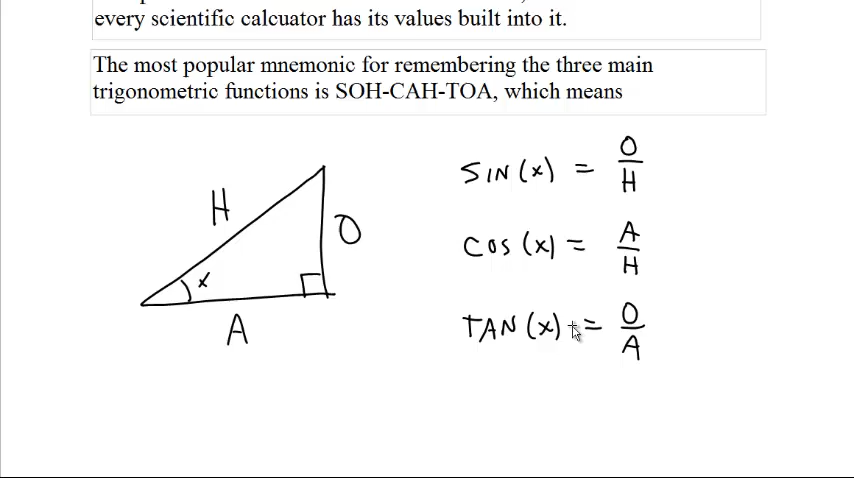 every scientific calcuator has its values built into it.
The most popular mnemonic for remembering the three main
trigonometric functions is SOH-CAH-TOA, which means
H
O
x
A
SIN(x) = O/H
COS(x) = A/H
TAN(x) = O/A